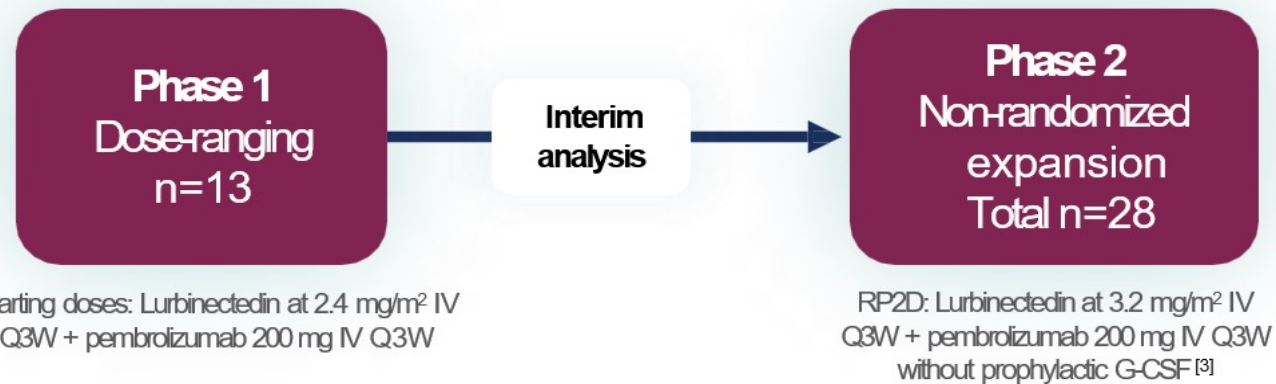 Phase 1
Dose-ranging
n=13
Interim
analysis
Phase 2
Non-randomized
expansion
Total n=28
arting doses: Lurbinectedin at 2.4 mg/m² IV
Q3W + pembrolizumab 200 mg IV Q3W
RP2D: Lurbinectedin at 3.2 mg/m² IV
Q3W + pembrolizumab 200 mg IV Q3W
without prophylactic G-CSF [3]